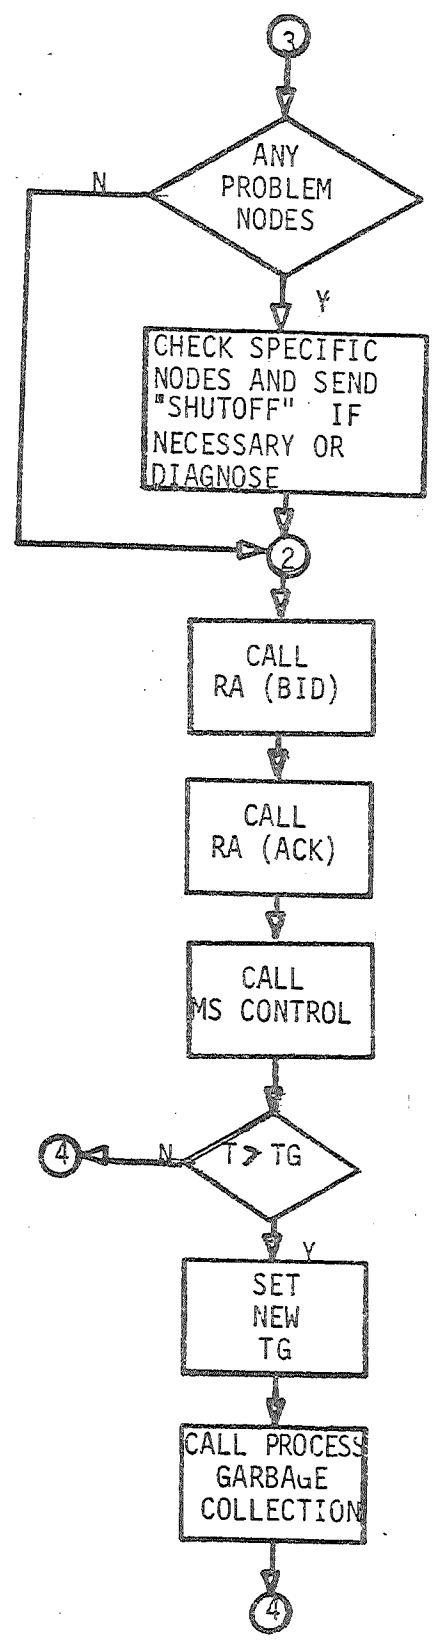 3
ANY
PROBLEM
NODES
N
Y
CHECK SPECIFIC
NODES AND SEND
"SHUTOFF" IF
NECESSARY OR
DIAGNOSE
2
CALL
RA (BID)
CALL
RA (ACK)
CALL
MS CONTROL
T > TG
N
4
Y
SET
NEW
TG
CALL PROCESS
GARBAGE
COLLECTION
4